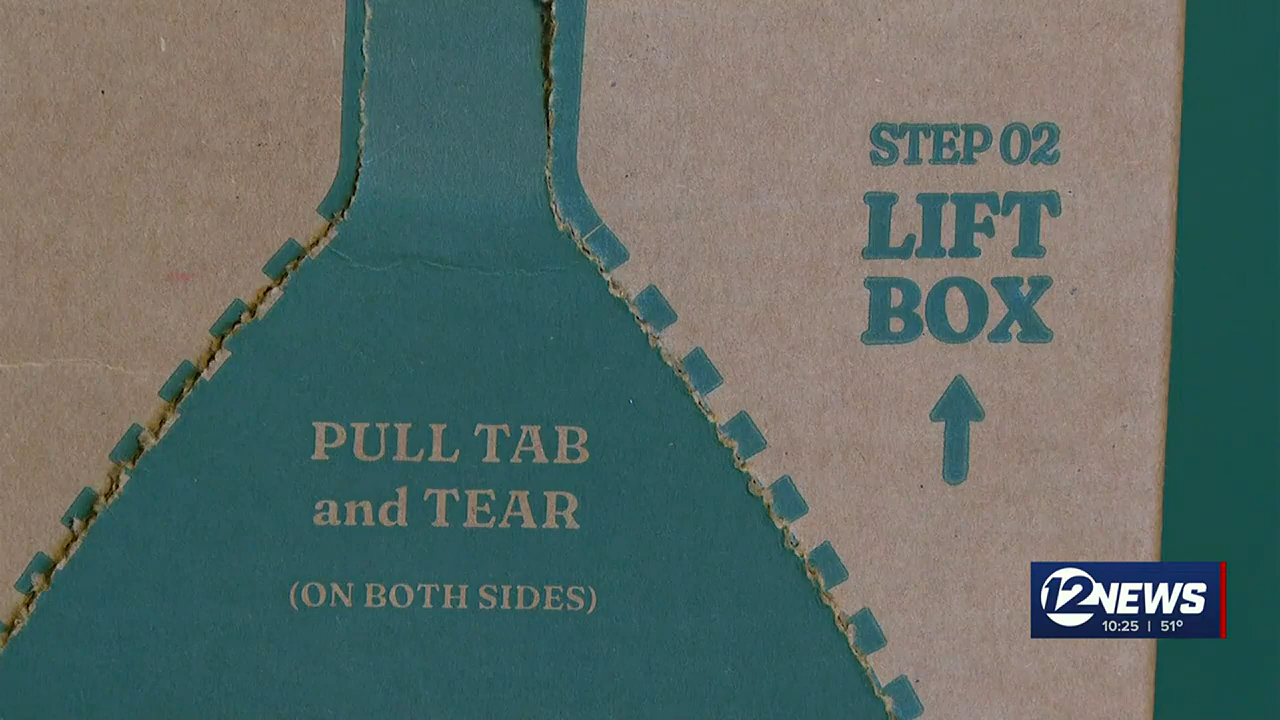 STEP 02
LIFT
BOX
PULL TAB
and TEAR
(ON BOTH SIDES)
12NEWS
10:25 | 51°